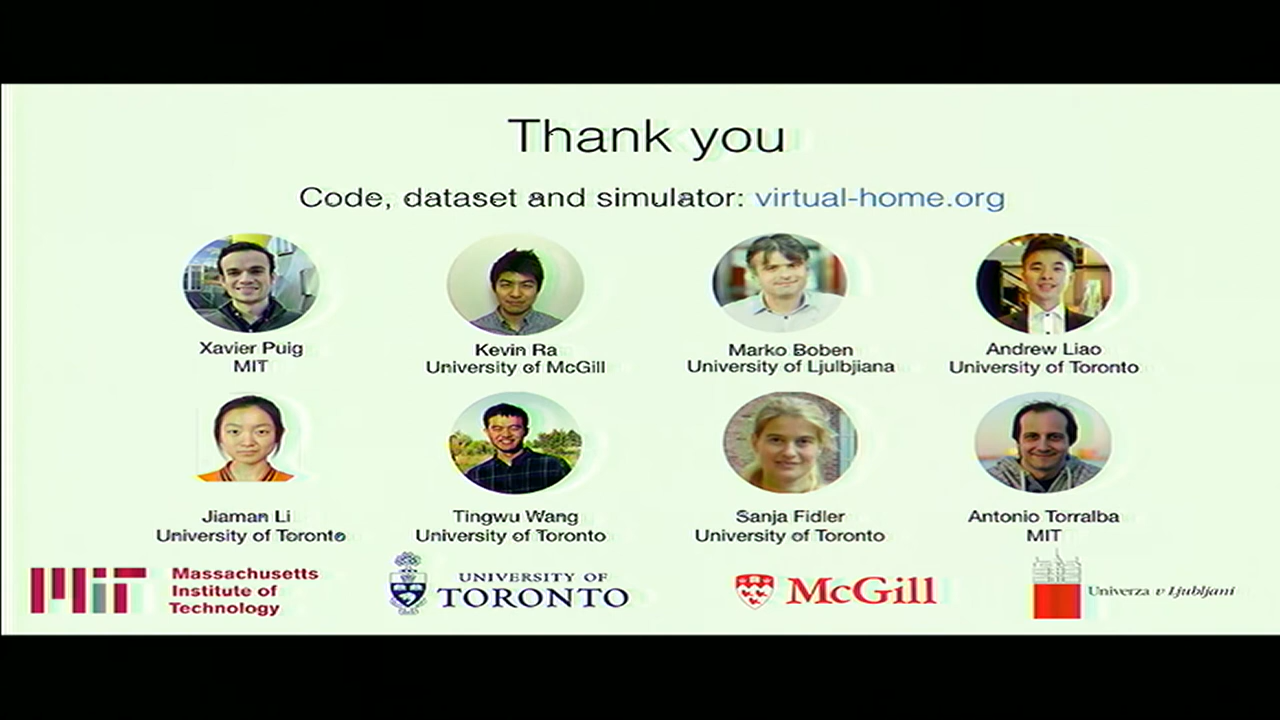 Thank you
Code, dataset and simulator: virtual-home.org
Xavier Puig
MIT
Kevin Ra
University of McGill
Marko Boben
University of Ljulbjiana
Andrew Liao
University of Toronto
Jiaman Li
University of Toronto
Tingwu Wang
University of Toronto
Sanja Fidler
University of Toronto
Antonio Torralba
MIT
MIT
Massachusetts
Institute of
Technology
UNIVERSITY OF
TORONTO
McGill
Univerza v Ljubljani